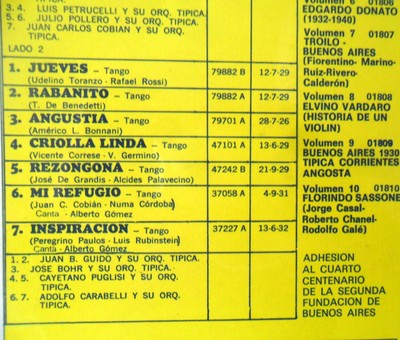 TIPICA.
3. 4. LUIS PETRUCELLI Y SU ORQ. TIPICA.
5. 6. JULIO POLLERO Y SU ORQ. TIPICA.
7. JUAN CARLOS COBIAN Y SU ORQ.
TIPICA.
LADO 2
1. JUEVES – Tango 79882 B 12-7-29
(Udelino Toranzo - Rafael Rossi)
2. RABANITO – Tango 79882 A 12-7-29
(T. De Benedetti)
3. ANGUSTIA – Tango 79701 A 28-7-26
(Américo L. Bonnani)
4. CRIOLLA LINDA – Tango 47101 A 13-6-29
(Vicente Correse - V. Germino)
5. REZONGONA – Tango 47242 B 21-9-29
(José De Grandis - Alcides Palavecino)
6. MI REFUGIO – Tango 37058 A 4-9-31
(Juan C. Cobián - Numa Córdoba)
Canta - Alberto Gómez
7. INSPIRACION – Tango 37227 A 13-6-32
(Peregrino Paulos - Luis Rubinstein)
Canta - Alberto Gómez
1. 2. JUAN B. GUIDO Y SU ORQ. TIPICA.
3. JOSE BOHR Y SU ORQ. TIPICA.
4. 5. CAYETANO PUGLISI Y SU ORQ.
TIPICA.
6. 7. ADOLFO CARABELLI Y SU ORQ.
TIPICA.
Volumen 6 01806
EDGARDO DONATO
(1932-1940)
Volumen 7 01807
TROILO -
BUENOS AIRES
(Fiorentino- Marino-
Ruiz-Rivero-
Calderón)
Volumen 8 01808
ELVINO VARDARO
(HISTORIA DE UN
VIOLIN)
Volumen 9 01809
BUENOS AIRES 1930
TIPICA CORRIENTES
ANGOSTA
Volumen 10 01810
FLORINDO SASSONE
(Jorge Casal-
Roberto Chanel-
Rodolfo Galé)
ADHESION
AL CUARTO
CENTENARIO
DE LA SEGUNDA
FUNDACION DE
BUENOS AIRES